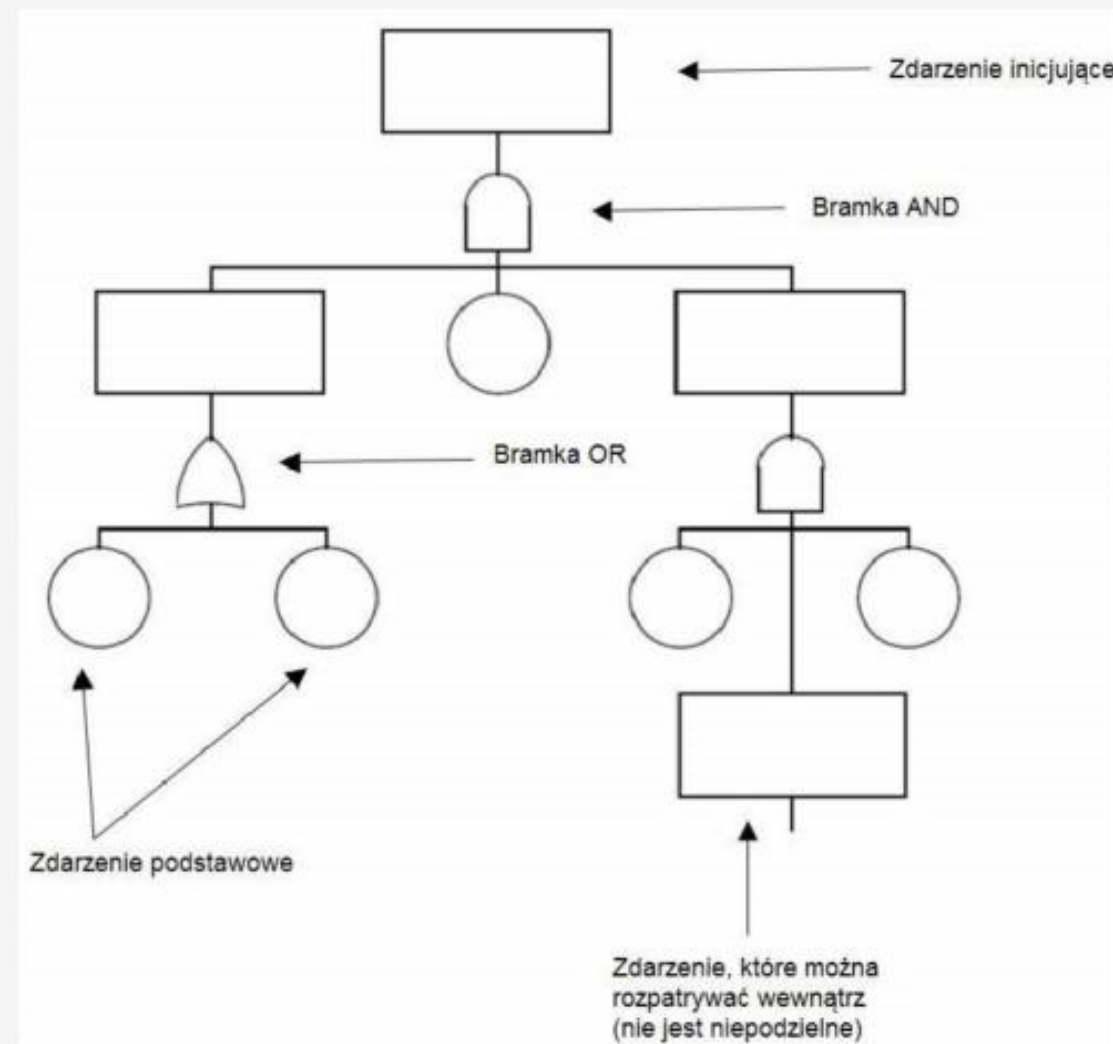 Zdarzenie inicjujące
Bramka AND
Bramka OR
Zdarzenie podstawowe
Zdarzenie, które można
rozpatrywać wewnątrz
(nie jest niepodzielne)